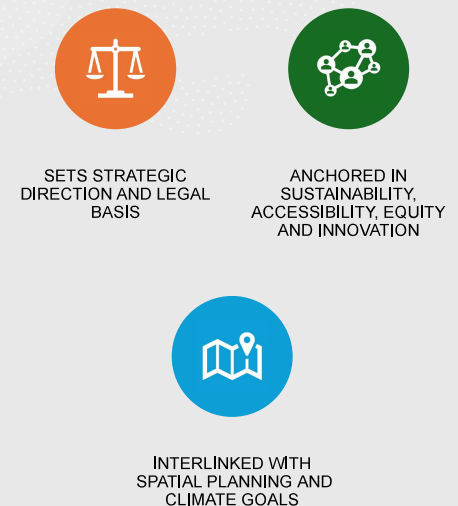 SETS STRATEGIC
DIRECTION AND LEGAL
BASIS
ANCHORED IN
SUSTAINABILITY,
ACCESSIBILITY, EQUITY
AND INNOVATION
INTERLINKED WITH
SPATIAL PLANNING AND
CLIMATE GOALS